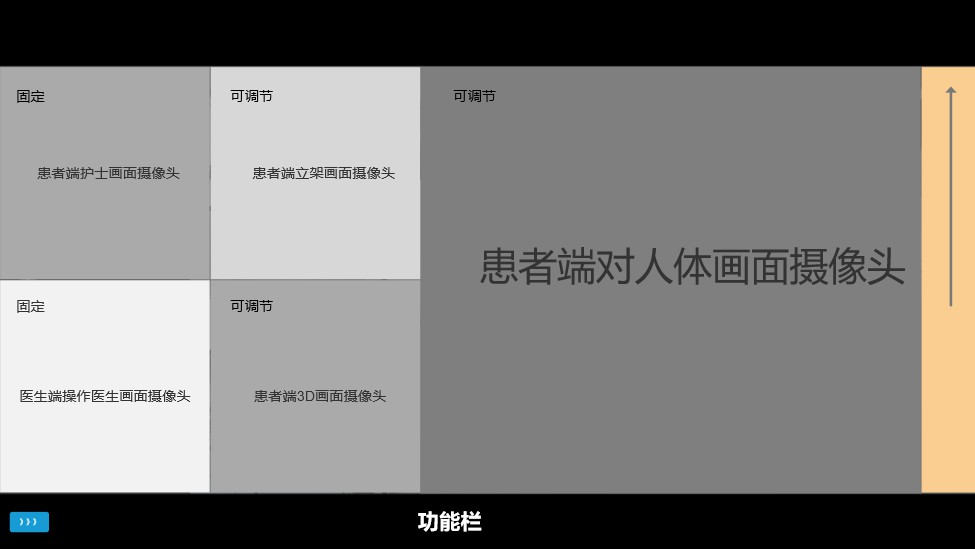 固定
患者端护士画面摄像头
可调节
患者端立架画面摄像头
可调节
患者端对人体画面摄像头
固定
医生端操作医生画面摄像头
可调节
患者端3D画面摄像头
功能栏